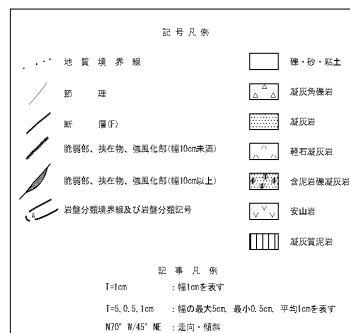 記号凡例
地質境界線
節理
断層(F)
脆弱部、挟在物、強風化部(幅10cm未満)
脆弱部、挟在物、強風化部(幅10cm以上)
岩盤分類境界線及び岩盤分類記号
礫・砂・粘土
凝灰角礫岩
凝灰岩
軽石凝灰岩
含泥岩礫凝灰岩
安山岩
凝灰質泥岩
記事凡例
T=1cm :幅1cmを表す
T=5,0.5,1cm :幅の最大5cm, 最小0.5cm, 平均1cmを表す
N70° W/45° NE :走向・傾斜